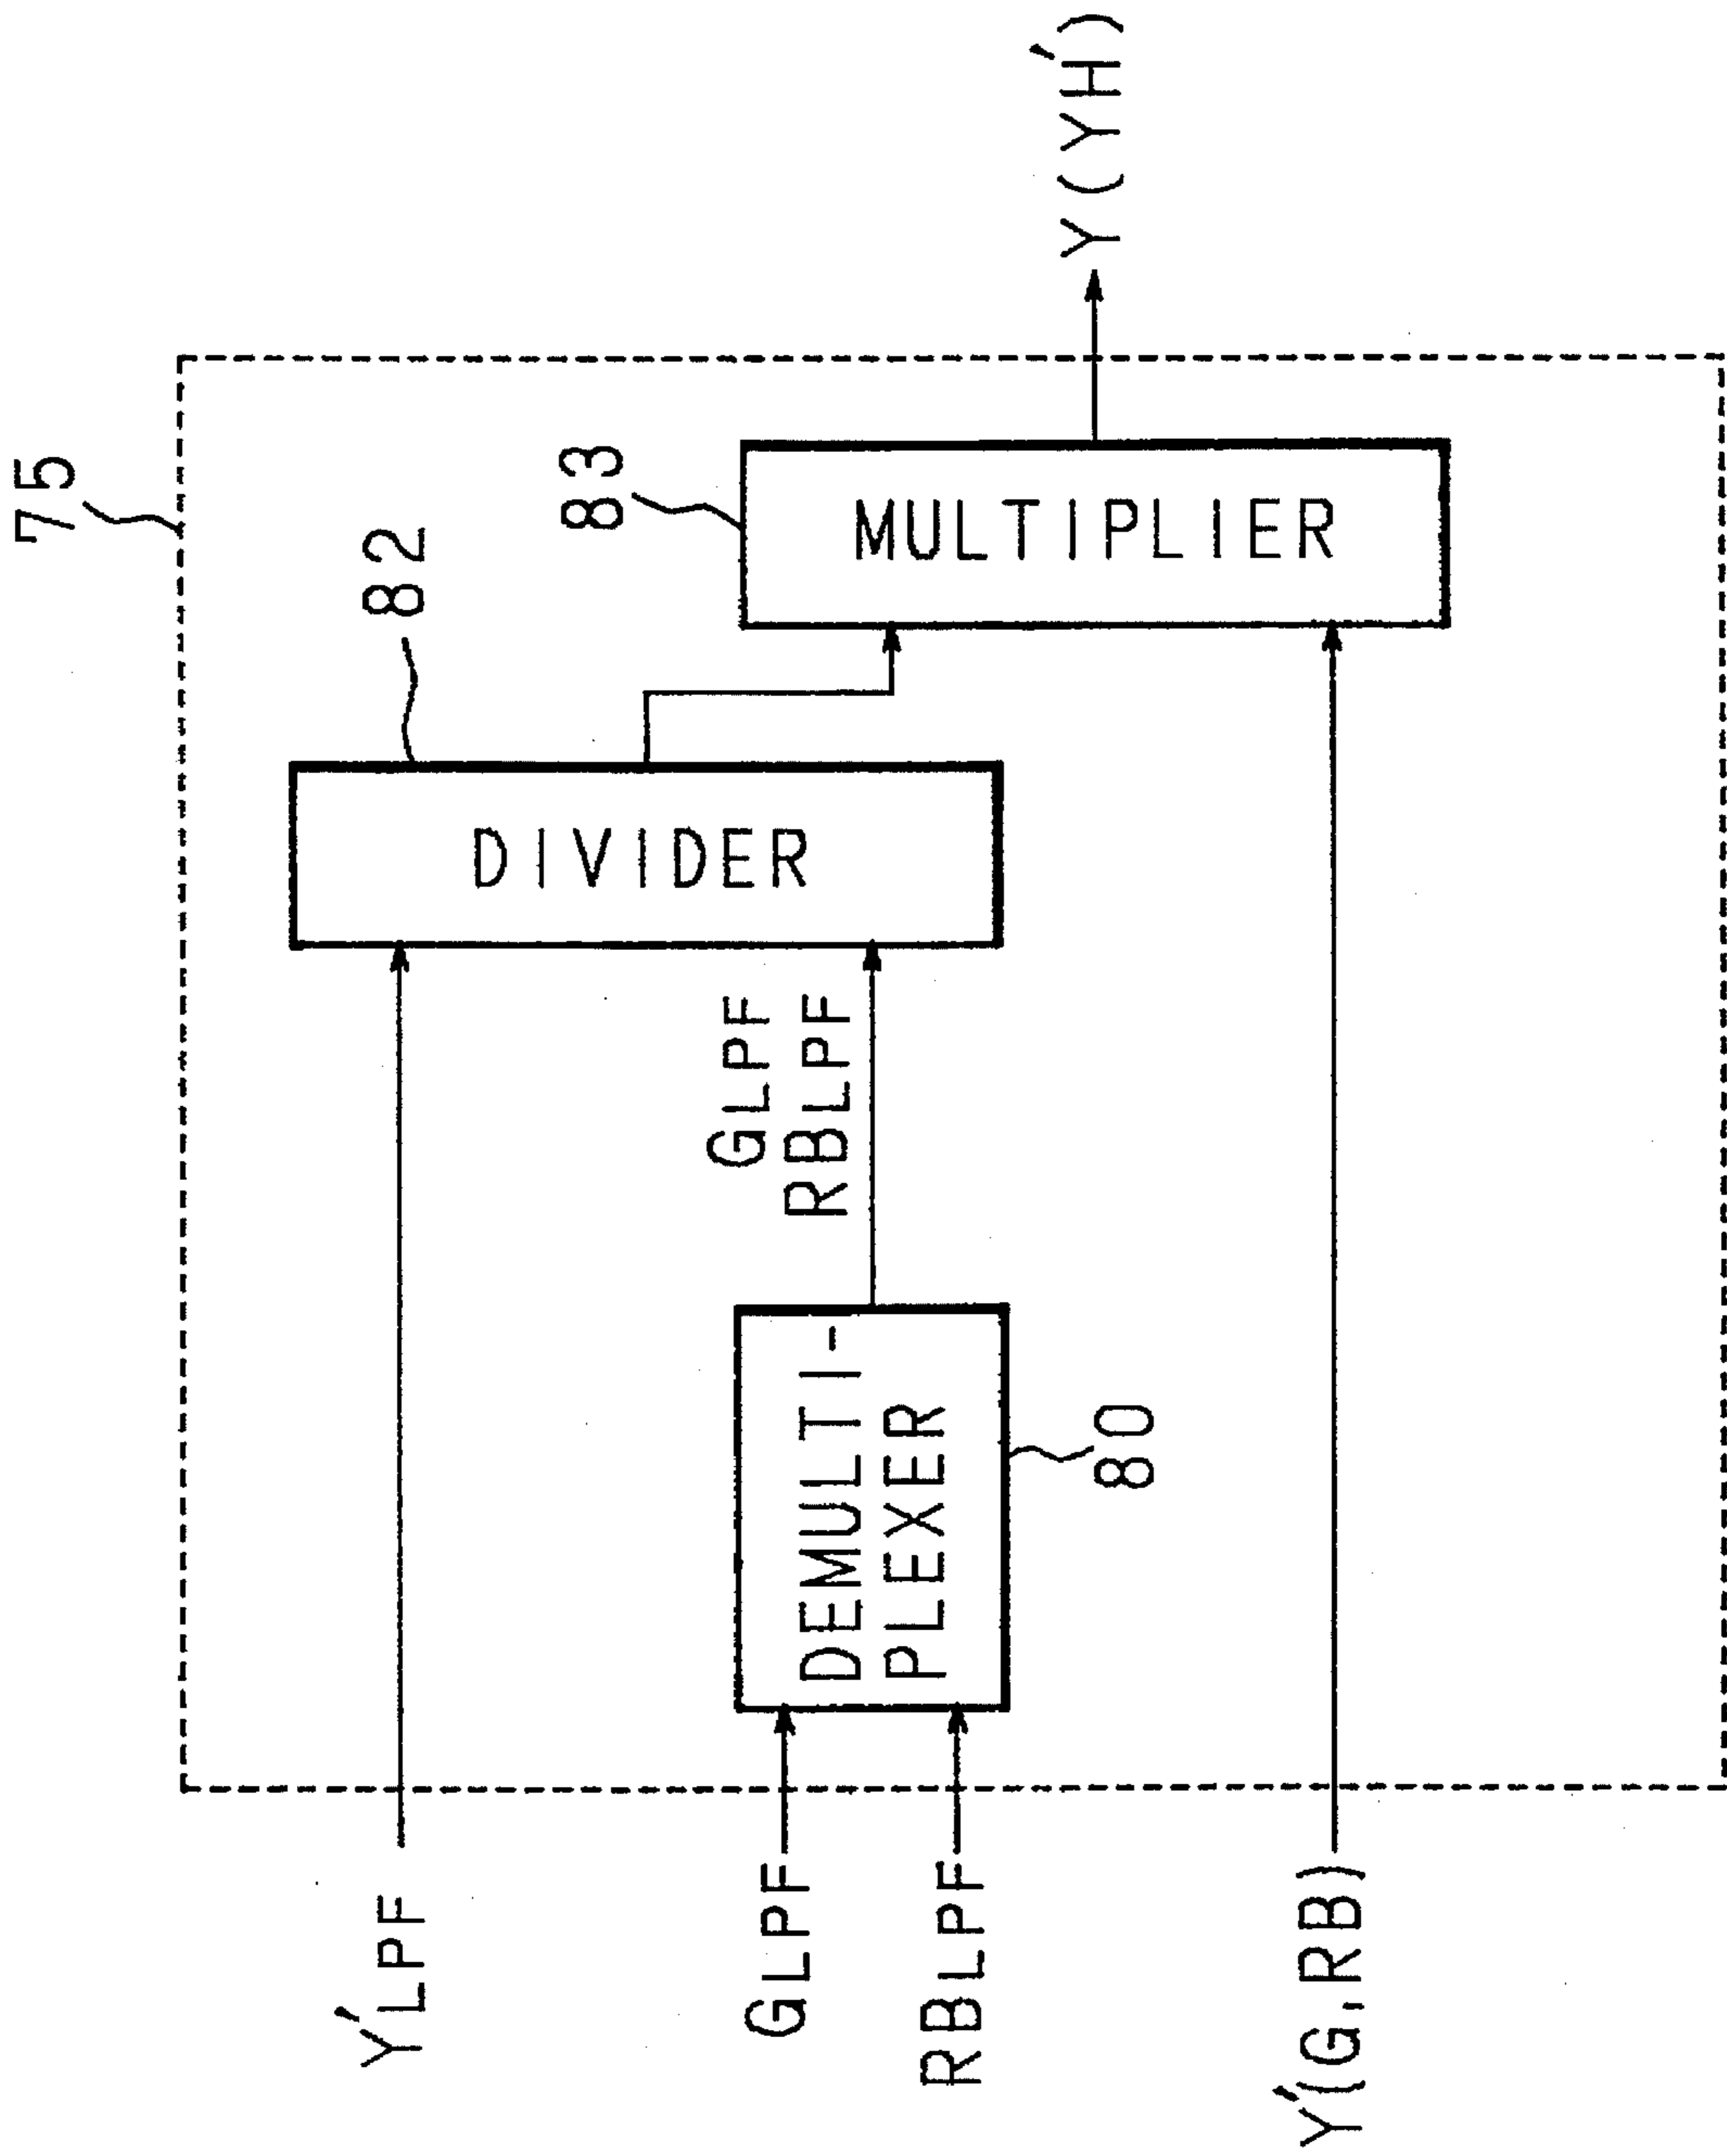 75
82
83
Y'LPF
DIVIDER
MULTIPLIER
Y(YH')
GLPF
RBLPF
GLPF
RBLPF
DEMULTI-
PLEXER
80
Y'(G,RB)